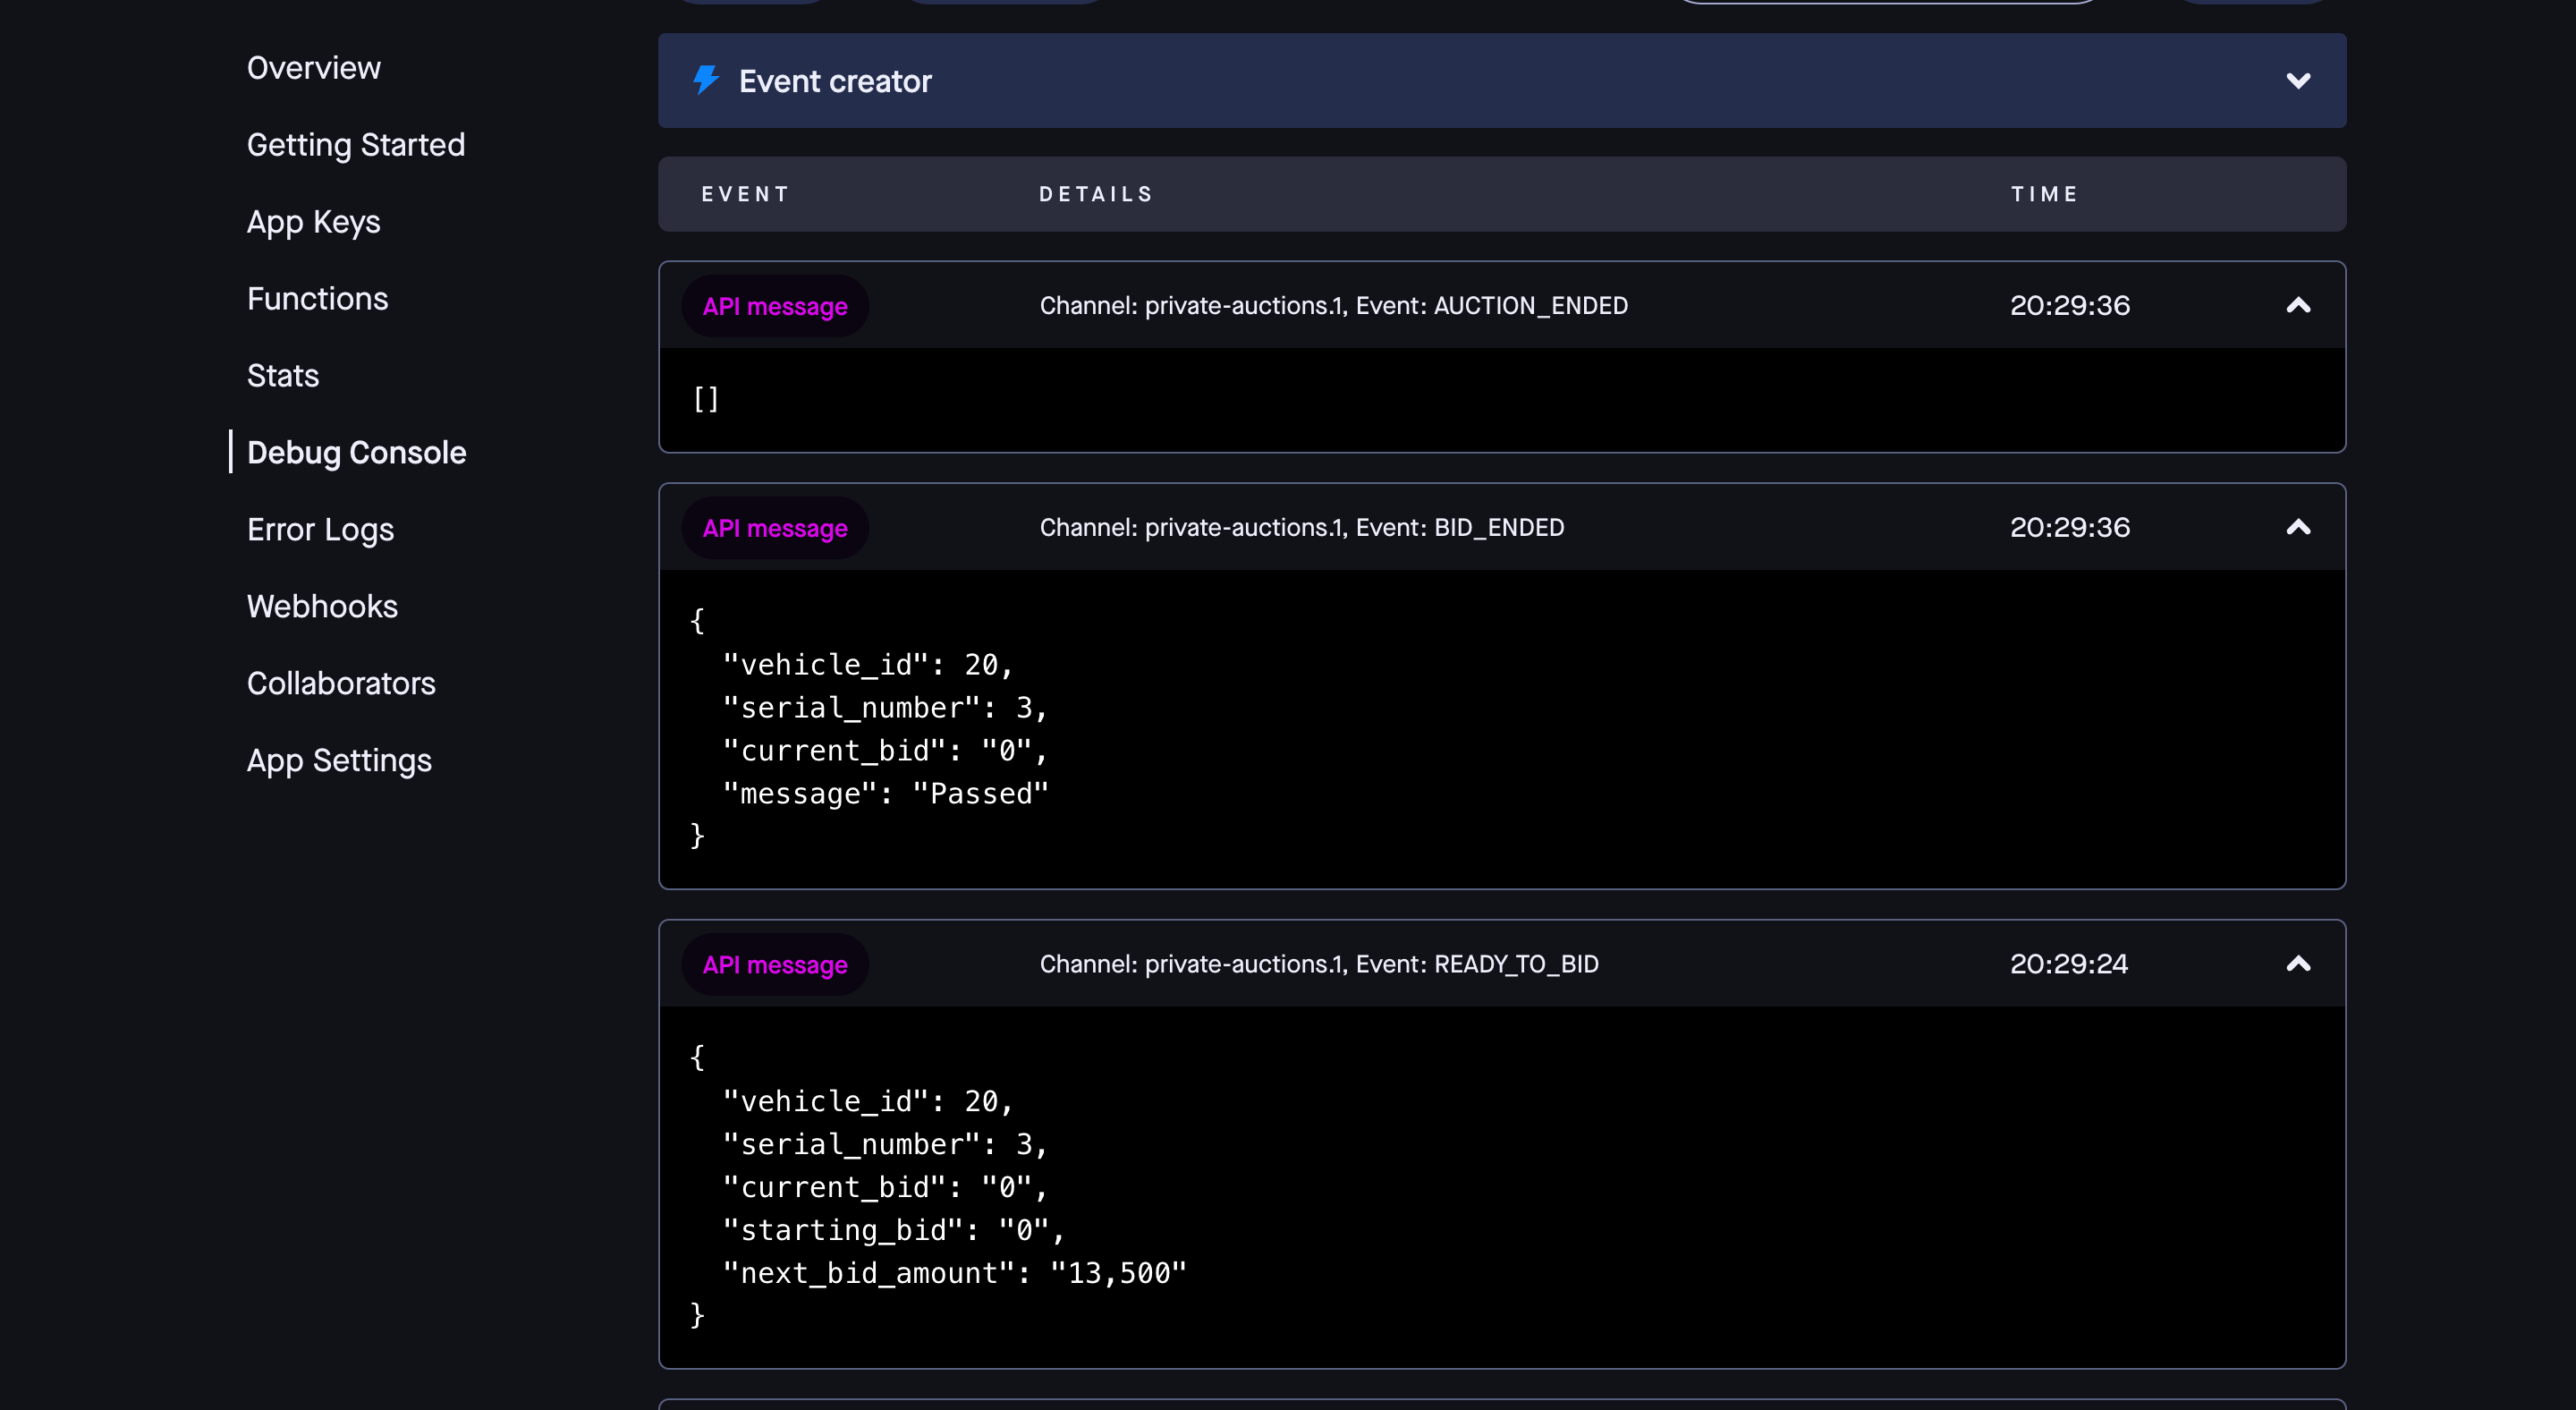 Overview
Getting Started
App Keys
Functions
Stats
Debug Console
Error Logs
Webhooks
Collaborators
App Settings
Event creator
EVENT DETAILS TIME
API message Channel: private-auctions.1, Event: AUCTION_ENDED 20:29:36
[]
API message Channel: private-auctions.1, Event: BID_ENDED 20:29:36
{
"vehicle_id": 20,
"serial_number": 3,
"current_bid": "0",
"message": "Passed"
}
API message Channel: private-auctions.1, Event: READY_TO_BID 20:29:24
{
"vehicle_id": 20,
"serial_number": 3,
"current_bid": "0",
"starting_bid": "0",
"next_bid_amount": "13,500"
}